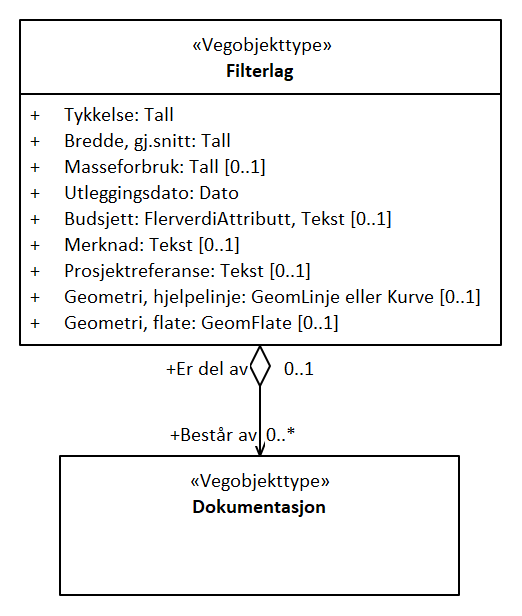 «Vegobjekttype»
Filterlag
+ Tykkelse: Tall
+ Bredde, gj.snitt: Tall
+ Masseforbruk: Tall [0..1]
+ Utleggingsdato: Dato
+ Budsjett: FlerverdiAttributt, Tekst [0..1]
+ Merknad: Tekst [0..1]
+ Prosjektreferanse: Tekst [0..1]
+ Geometri, hjelpelinje: GeomLinje eller Kurve [0..1]
+ Geometri, flate: GeomFlate [0..1]
+Er del av 0..1
+Består av 0..*
«Vegobjekttype»
Dokumentasjon